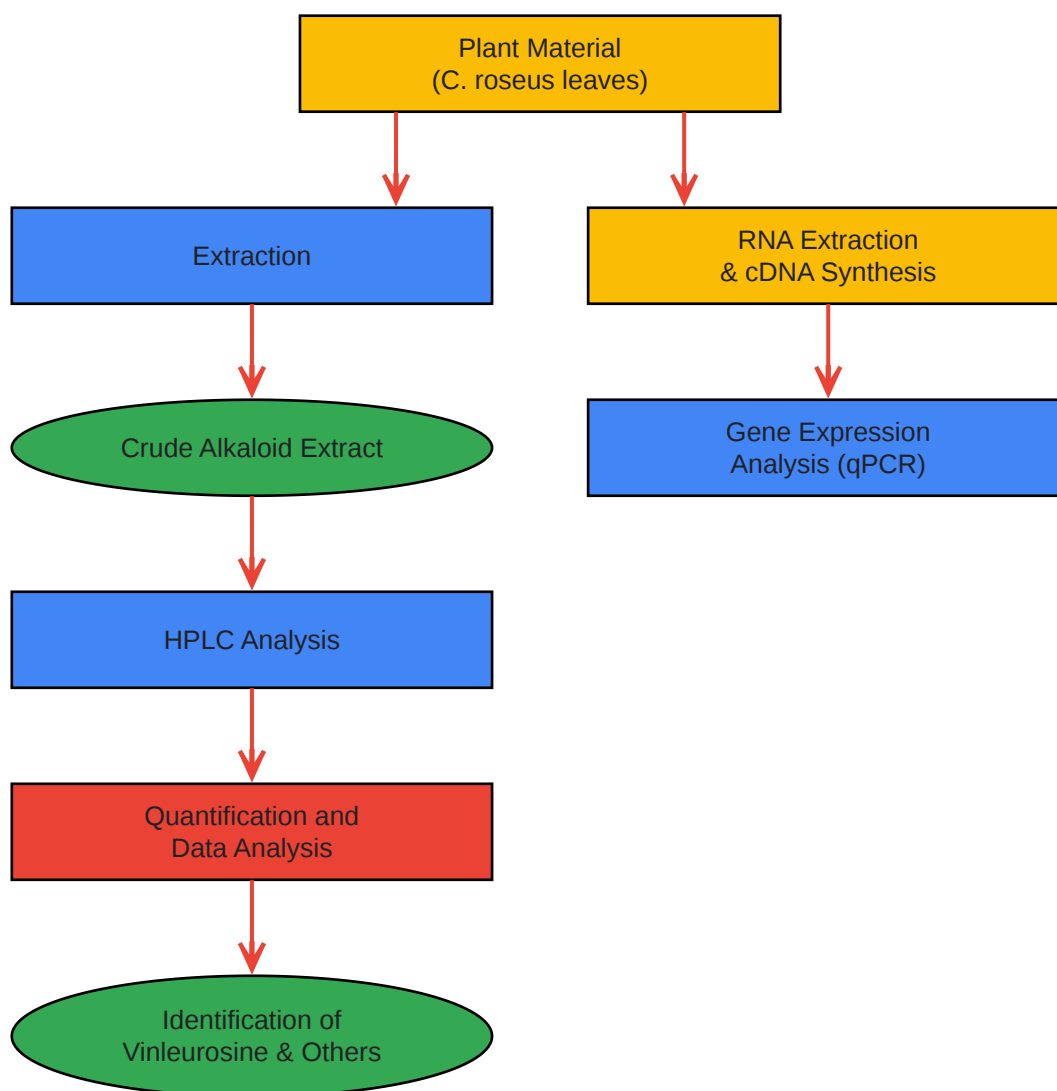 Plant Material
(C. roseus leaves)
Extraction
RNA Extraction
& cDNA Synthesis
Crude Alkaloid Extract
Gene Expression
Analysis (qPCR)
HPLC Analysis
Quantification and
Data Analysis
Identification of
Vinleurosine & Others